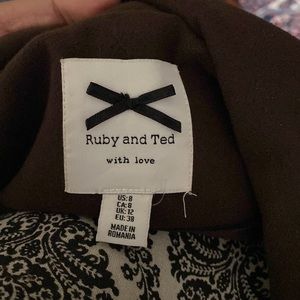 Ruby and Ted
with love
US:8
CA:8
UK:12
EU:38
MADE IN
ROMANIA